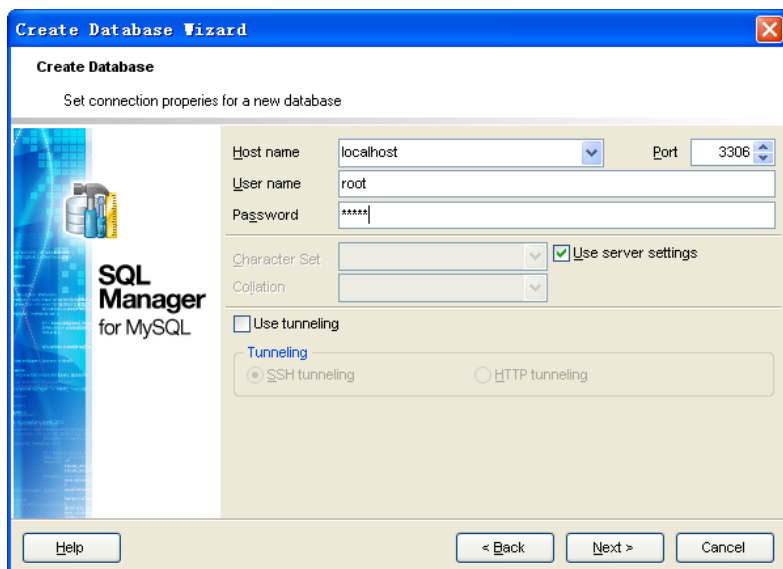 Create Database Wizard
Create Database
Set connection properies for a new database
Host name localhost Port 3306
User name root
Password *****
Character Set Use server settings
Collation
SQL
Manager
for MySQL
Use tunneling
Tunneling
SSH tunneling HTTP tunneling
Help < Back Next > Cancel